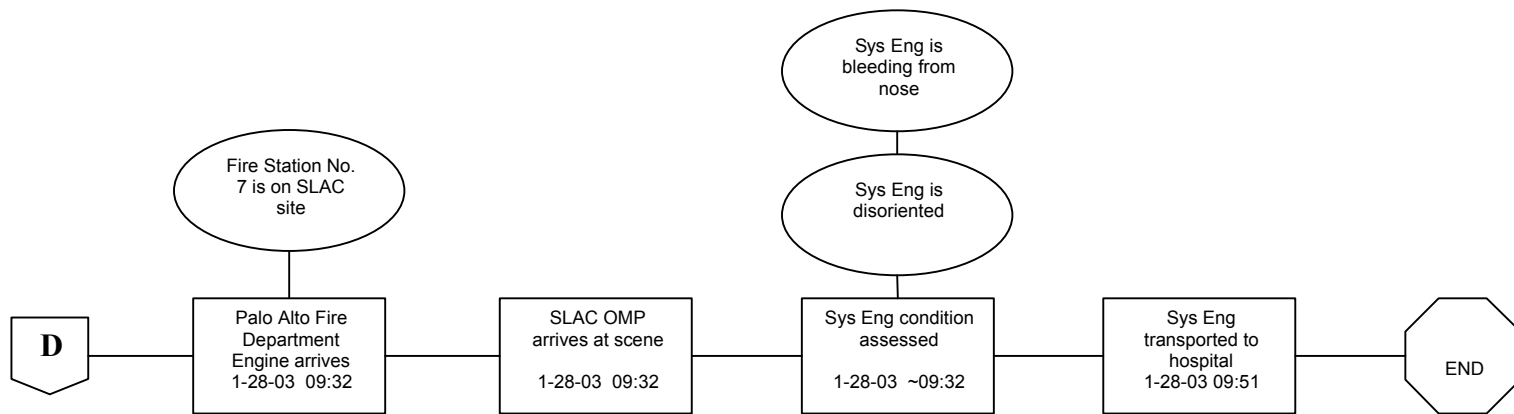 Sys Eng is
bleeding from
nose
Fire Station No.
7 is on SLAC
site
Sys Eng is
disoriented
D
Palo Alto Fire
Department
Engine arrives
1-28-03 09:32
SLAC OMP
arrives at scene
1-28-03 09:32
Sys Eng condition
assessed
1-28-03 ~09:32
Sys Eng
transported to
hospital
1-28-03 09:51
END